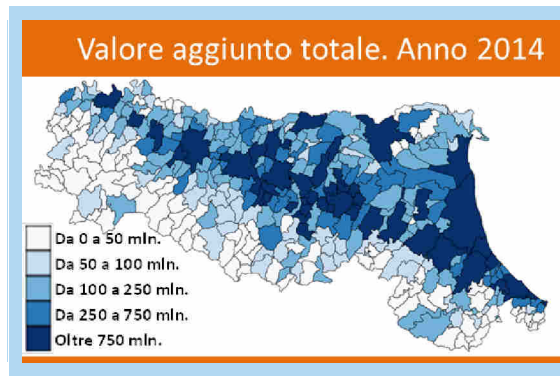 Valore aggiunto totale. Anno 2014
Da 0 a 50 mln.
Da 50 a 100 mln.
Da 100 a 250 mln.
Da 250 a 750 mln.
Oltre 750 mln.